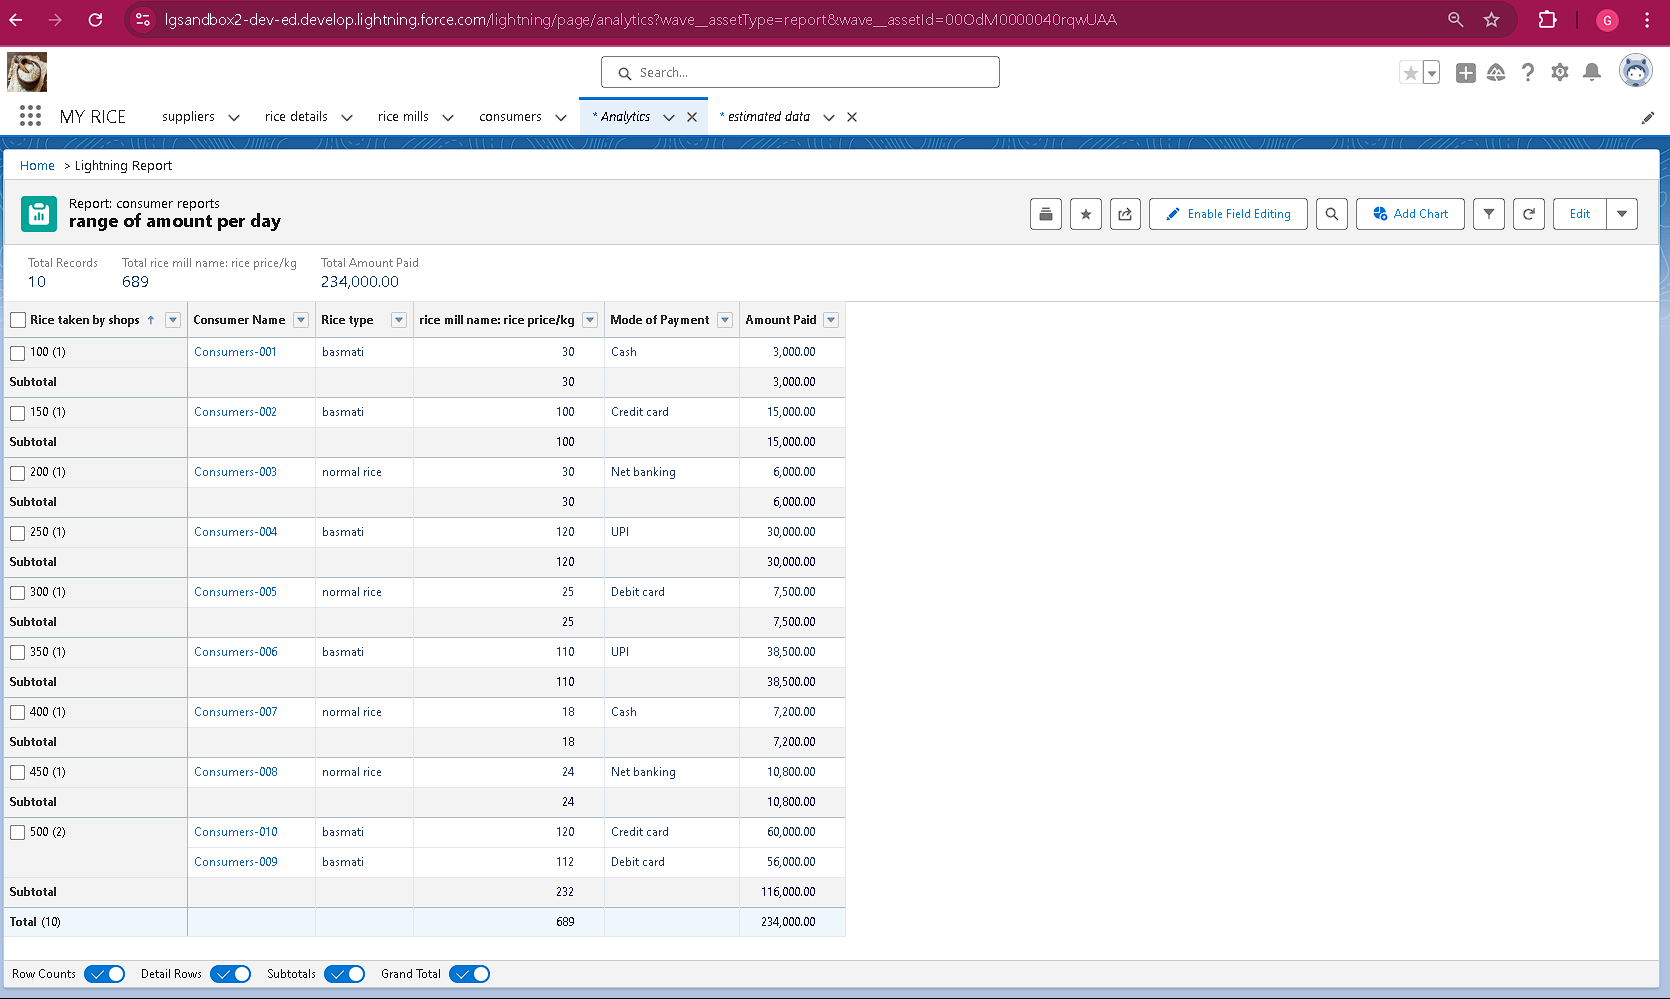 lgsandbox2-dev-ed.develop.lightning.force.com/lightning/page/analytics?wave__assetType=report&wave__assetId=00OdM0000040rqwUAA
G
Search...
MY RICE suppliers rice details rice mills consumers * Analytics * estimated data
Home > Lightning Report
Report: consumer reports
range of amount per day
Enable Field Editing Add Chart Edit
Total Records Total rice mill name: rice price/kg Total Amount Paid
10 689 234,000.00
Rice taken by shops ↑ Consumer Name Rice type rice mill name: rice price/kg Mode of Payment Amount Paid
100 (1) Consumers-001 basmati 30 Cash 3,000.00
Subtotal 30 3,000.00
150 (1) Consumers-002 basmati 100 Credit card 15,000.00
Subtotal 100 15,000.00
200 (1) Consumers-003 normal rice 30 Net banking 6,000.00
Subtotal 30 6,000.00
250 (1) Consumers-004 basmati 120 UPI 30,000.00
Subtotal 120 30,000.00
300 (1) Consumers-005 normal rice 25 Debit card 7,500.00
Subtotal 25 7,500.00
350 (1) Consumers-006 basmati 110 UPI 38,500.00
Subtotal 110 38,500.00
400 (1) Consumers-007 normal rice 18 Cash 7,200.00
Subtotal 18 7,200.00
450 (1) Consumers-008 normal rice 24 Net banking 10,800.00
Subtotal 24 10,800.00
500 (2) Consumers-010 basmati 120 Credit card 60,000.00
Consumers-009 basmati 112 Debit card 56,000.00
Subtotal 232 116,000.00
Total (10) 689 234,000.00
Row Counts Detail Rows Subtotals Grand Total